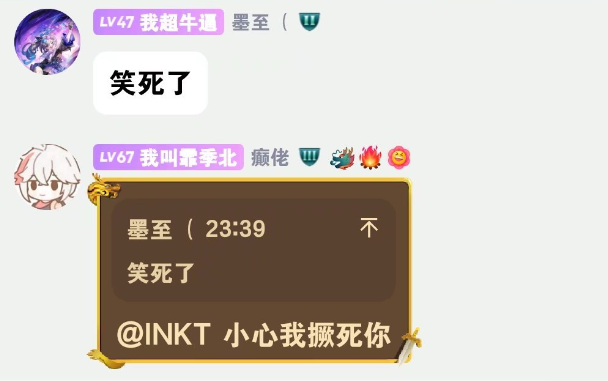 LV47 我超牛逼 墨至（
笑死了
LV67 我叫乖季北 癫佬
墨至（ 23:39
笑死了
@INKT 小心我撅死你